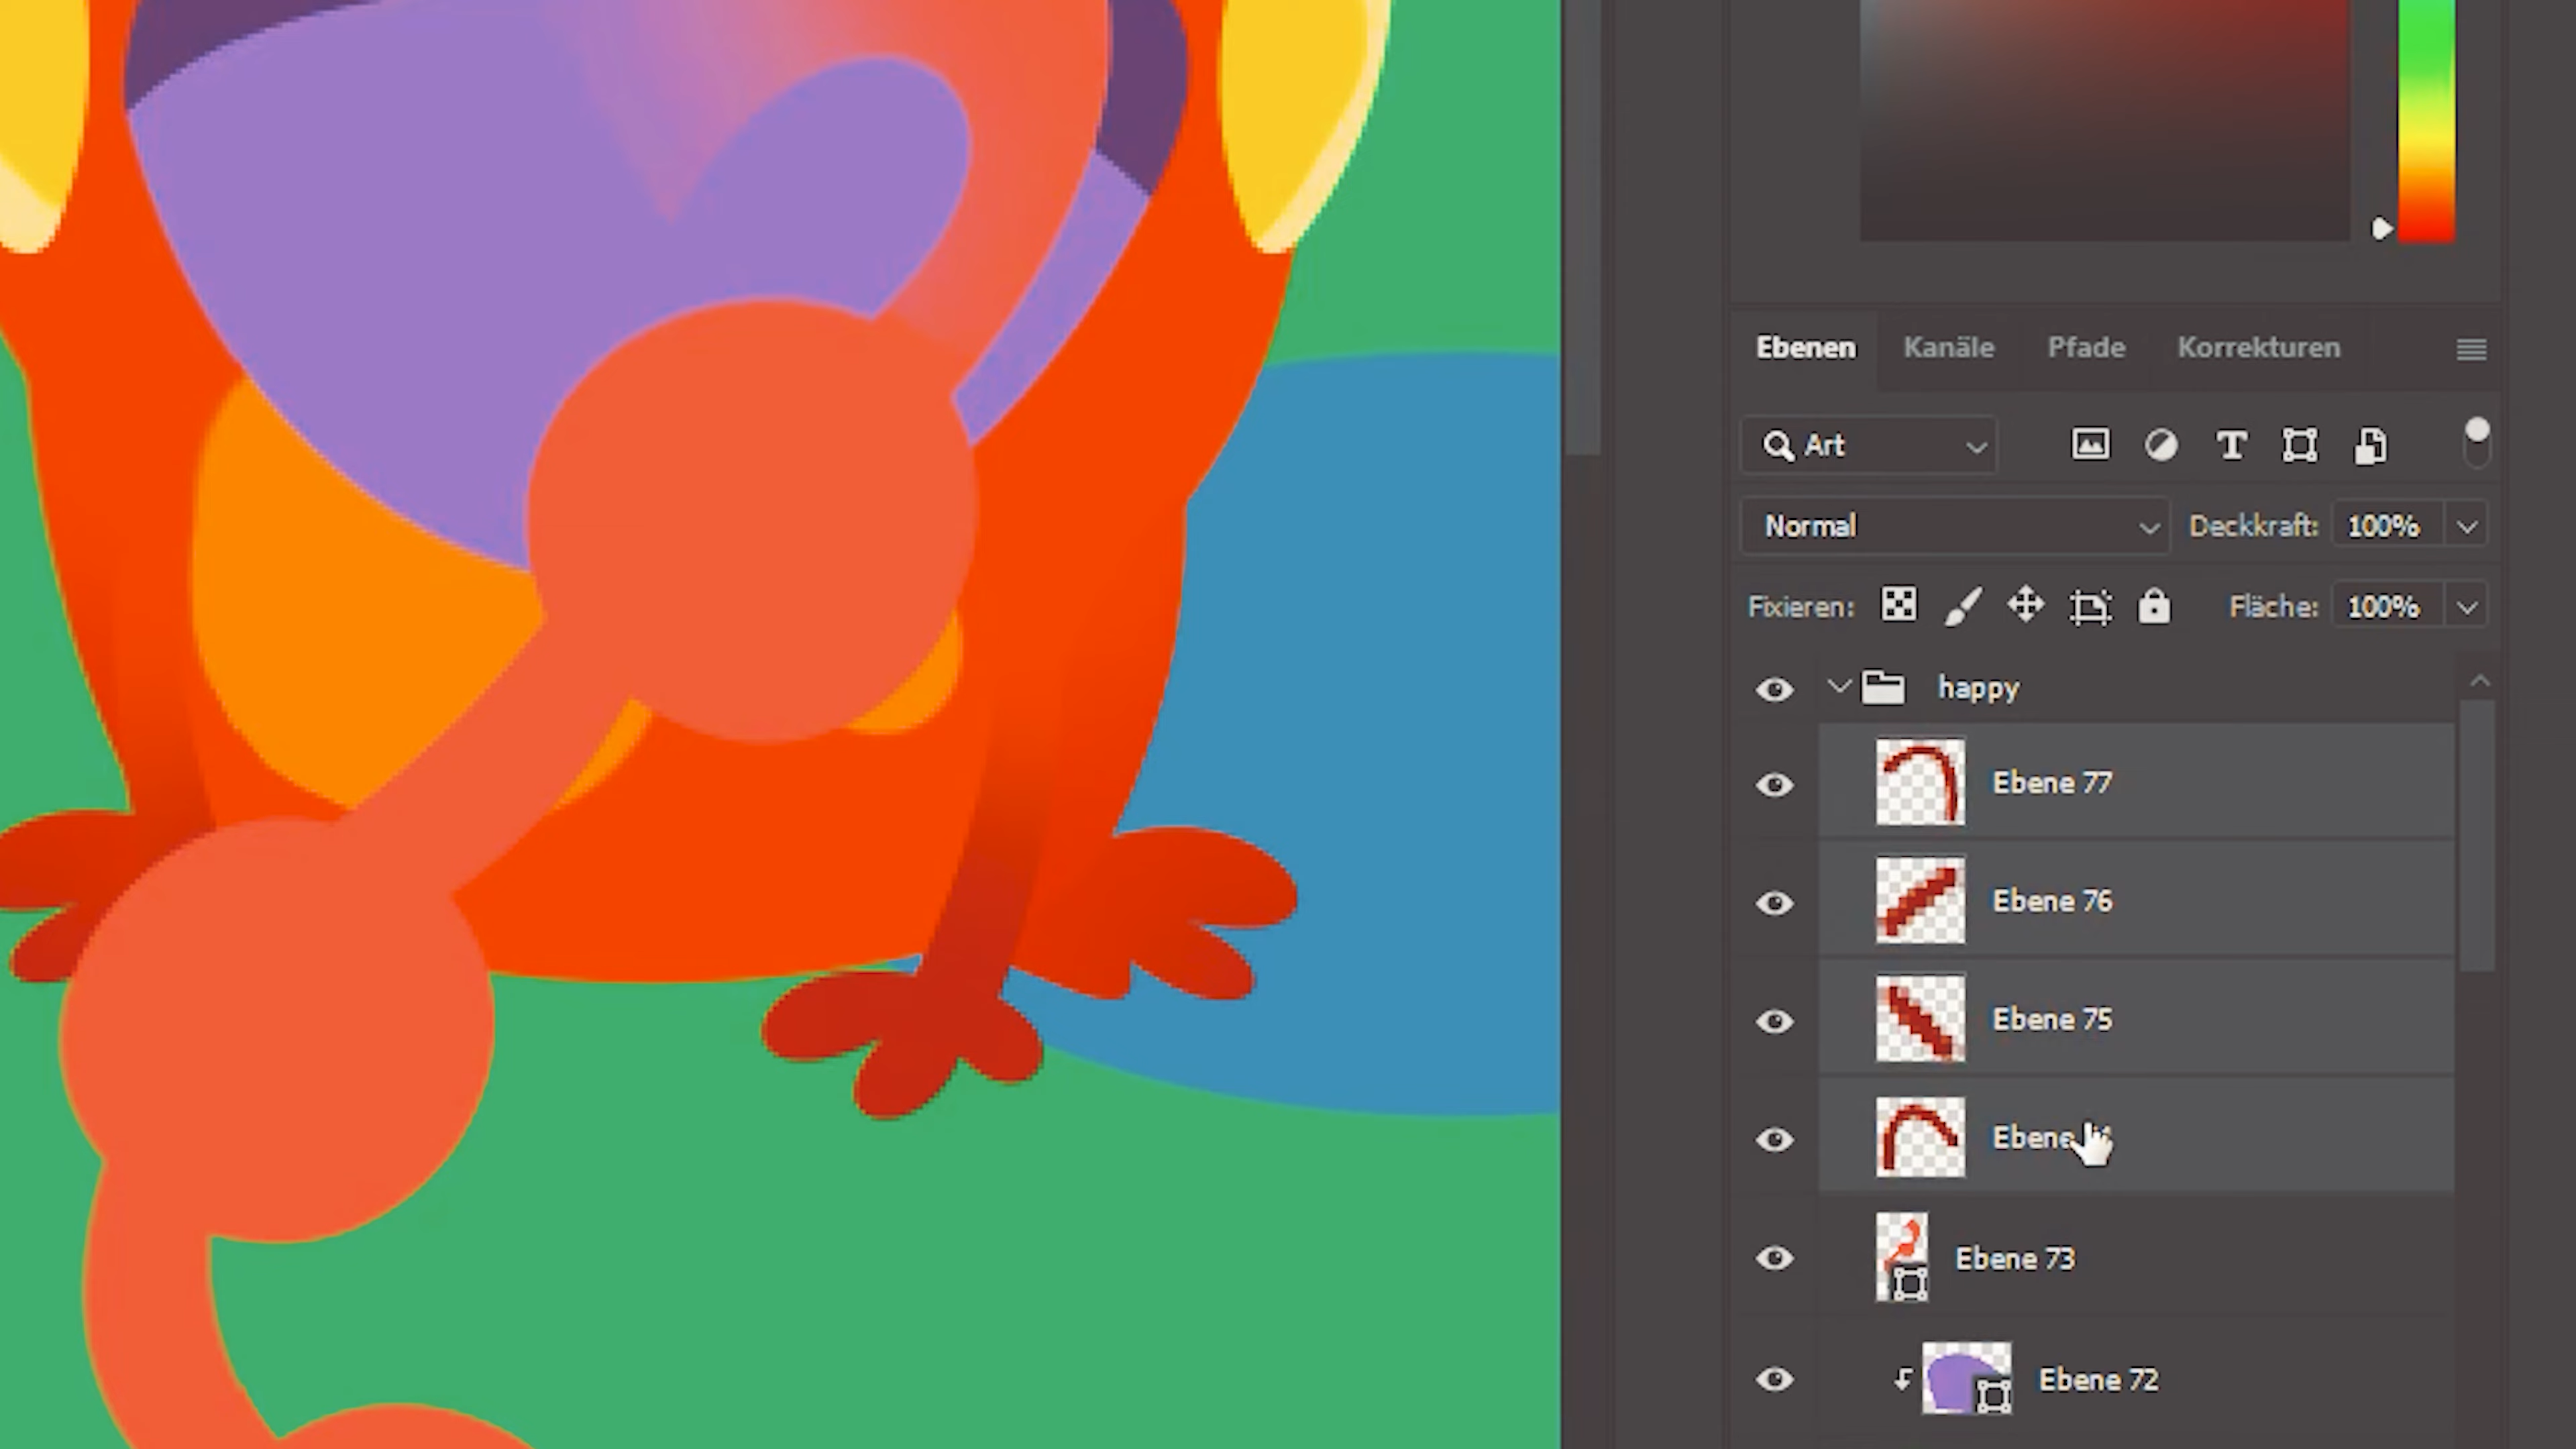 Ebenen Kanäle Pfade Korrekturen
Art
Normal Deckkraft: 100%
Fixieren: Fläche: 100%
happy
Ebene 77
Ebene 76
Ebene 75
Ebene
Ebene 73
Ebene 72